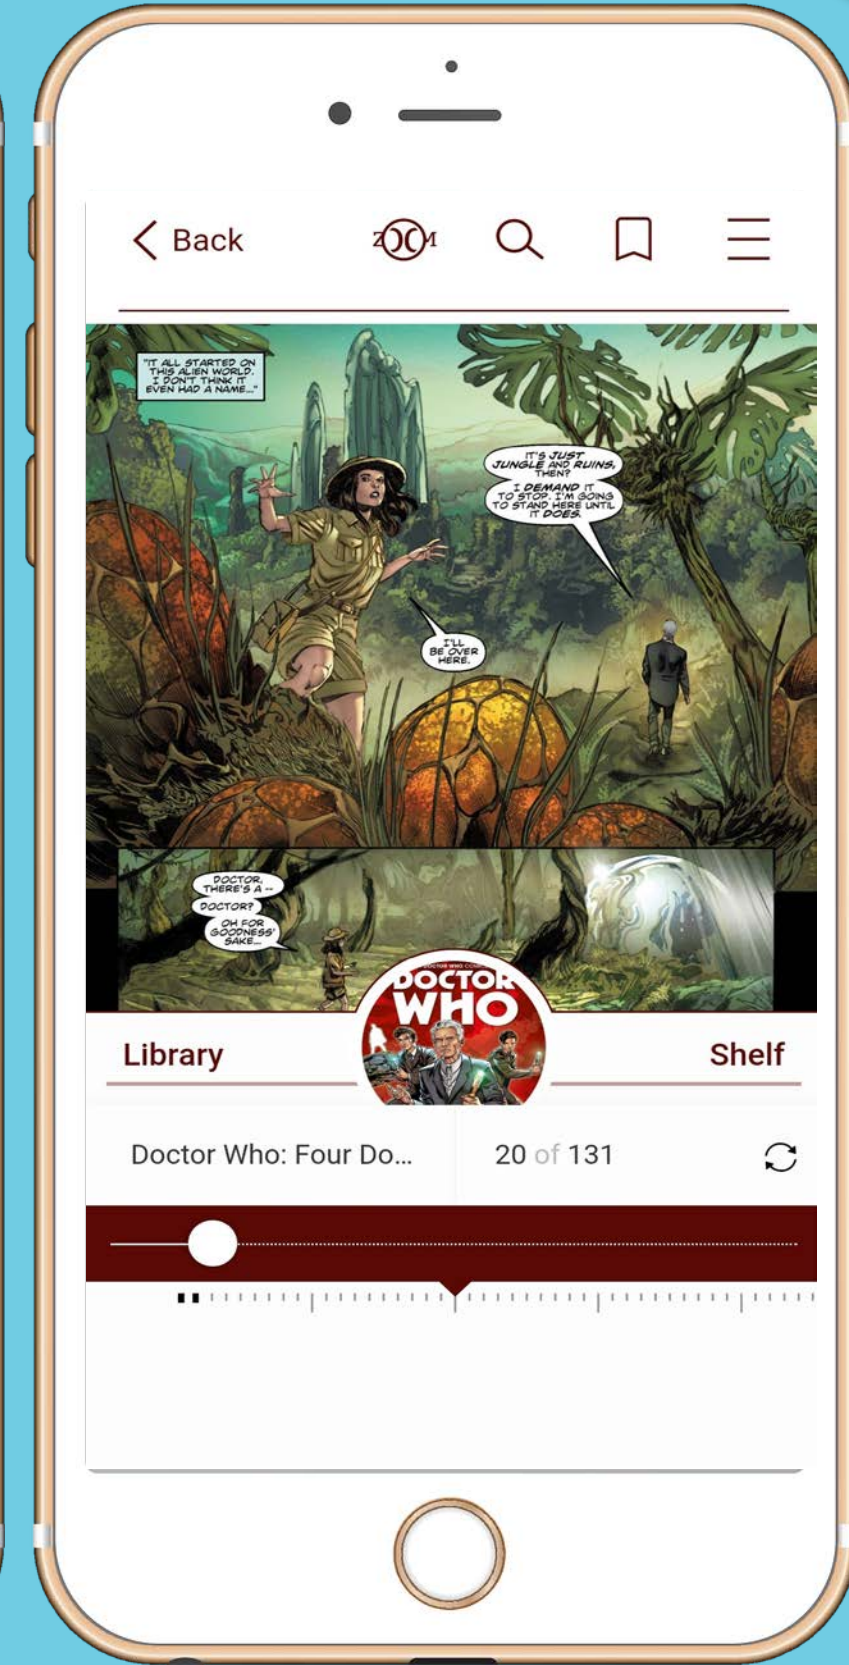 Back
ZOOM
"IT ALL STARTED ON
THIS ALIEN WORLD.
I DON'T THINK IT
EVEN HAD A NAME..."
IT'S JUST
JUNGLE AND RUINS,
THEN?
I DEMAND IT
TO STOP. I'M GOING
TO STAND HERE UNTIL
IT DOES.
I'LL
BE OVER
HERE.
DOCTOR,
THERE'S A --
DOCTOR?
OH FOR
GOODNESS'
SAKE...
DOCTOR
WHO
Library
Shelf
Doctor Who: Four Do...
20 of 131